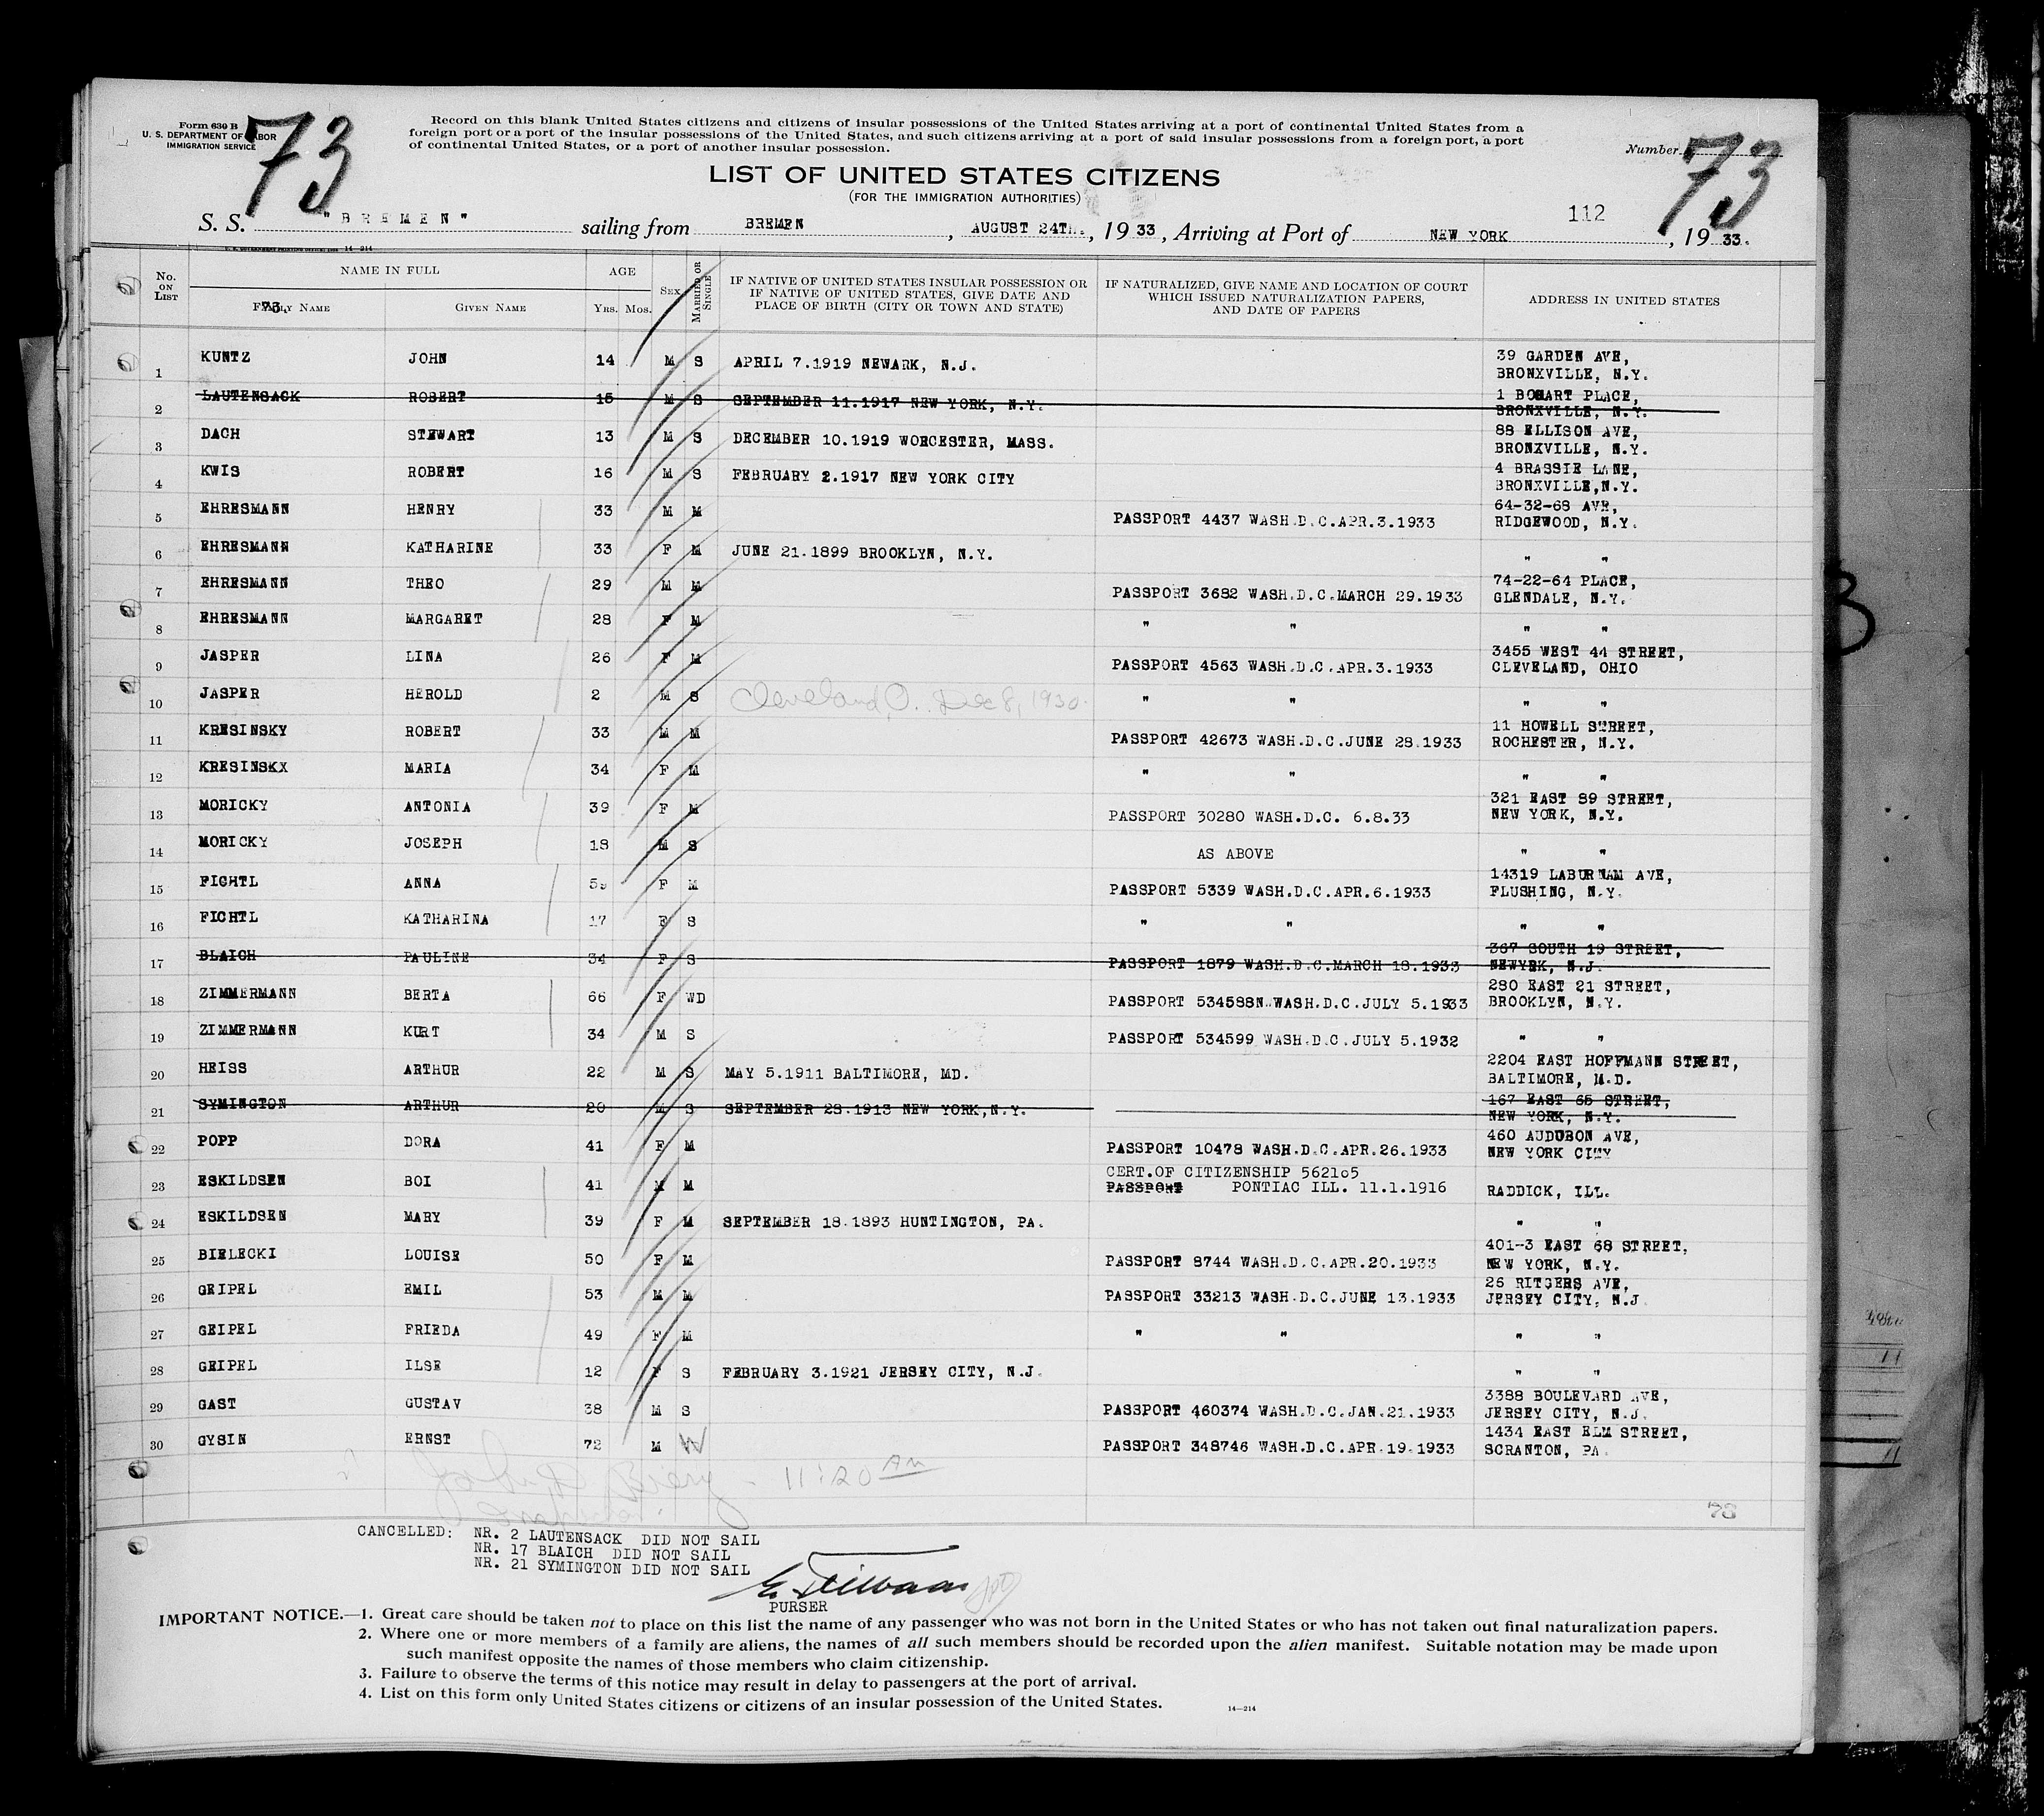 Form 630 B
U. S. DEPARTMENT OF LABOR
IMMIGRATION SERVICE
73
Record on this blank United States citizens and citizens of insular possessions of the United States arriving at a port of continental United States from a
foreign port or a port of the insular possessions of the United States, and such citizens arriving at a port of said insular possessions from a foreign port, a port
of continental United States, or a port of another insular possession.
Number 73
LIST OF UNITED STATES CITIZENS
(FOR THE IMMIGRATION AUTHORITIES)
112
S. S. "BREMEN" sailing from BREMEN, AUGUST 24TH., 1933, Arriving at Port of NEW YORK, 1933.
U. S. GOVERNMENT PRINTING OFFICE 14-214
No. ON LIST NAME IN FULL AGE SEX MARRIED OR SINGLE IF NATIVE OF UNITED STATES INSULAR POSSESSION OR IF NATIVE OF UNITED STATES, GIVE DATE AND PLACE OF BIRTH (CITY OR TOWN AND STATE) IF NATURALIZED, GIVE NAME AND LOCATION OF COURT WHICH ISSUED NATURALIZATION PAPERS, AND DATE OF PAPERS ADDRESS IN UNITED STATES
73. FAMILY NAME GIVEN NAME YRS. MOS.
1 KUNTZ JOHN 14 M S APRIL 7.1919 NEWARK, N.J. 39 GARDEN AVE, BRONXVILLE, N.Y.
2 LAUTENSACK ROBERT 15 M S SEPTEMBER 11.1917 NEW YORK, N.Y. 1 BOHART PLACE, BRONXVILLE, N.Y.
3 DACH STEWART 13 M S DECEMBER 10.1919 WORCESTER, MASS. 88 ELLISON AVE, BRONXVILLE, N.Y.
4 KWIS ROBERT 16 M S FEBRUARY 2.1917 NEW YORK CITY 4 BRASSIE LANE, BRONXVILLE,N.Y.
5 EHRESMANN HENRY 33 M M PASSPORT 4437 WASH.D.C.APR.3.1933 64-32-68 AVE, RIDGEWOOD, N.Y.
6 EHRESMANN KATHARINE 33 F M JUNE 21.1899 BROOKLYN, N.Y. " "
7 EHRESMANN THEO 29 M M PASSPORT 3682 WASH.D.C.MARCH 29.1933 74-22-64 PLACE, GLENDALE, N.Y.
8 EHRESMANN MARGARET 28 F M " " " "
9 JASPER LINA 26 F M PASSPORT 4563 WASH.D.C.APR.3.1933 3455 WEST 44 STREET, CLEVELAND, OHIO
10 JASPER HEROLD 2 M S Cleveland, O. Dec 8, 1930. " " " "
11 KRESINSKY ROBERT 33 M M PASSPORT 42673 WASH.D.C.JUNE 28.1933 11 HOWELL STREET, ROCHESTER, N.Y.
12 KRESINSKX MARIA 34 F M " " " "
13 MORICKY ANTONIA 39 F M PASSPORT 30280 WASH.D.C. 6.8.33 321 EAST 89 STREET, NEW YORK, N.Y.
14 MORICKY JOSEPH 18 M S AS ABOVE " "
15 FICHTL ANNA 59 F M PASSPORT 5339 WASH.D.C.APR.6.1933 14319 LABURNAM AVE, FLUSHING, N.Y.
16 FICHTL KATHARINA 17 F S " " " "
17 BLAICH PAULINE 34 F S PASSPORT 1879 WASH.D.C.MARCH 18.1933 367 SOUTH 19 STREET, NEWYRK, N.J.
18 ZIMMERMANN BERTA 66 F WD PASSPORT 534588N.WASH.D.C.JULY 5.1933 280 EAST 21 STREET, BROOKLYN, N.Y.
19 ZIMMERMANN KURT 34 M S PASSPORT 534599 WASH.D.C.JULY 5.1932 " "
20 HEISS ARTHUR 22 M S MAY 5.1911 BALTIMORE, MD. 2204 EAST HOFFMANN STREET, BALTIMORE, M.D.
21 SYMINGTON ARTHUR 20 M S SEPTEMBER 28.1913 NEW YORK,N.Y. 167 EAST 65 STREET, NEW YORK, N.Y.
22 POPP DORA 41 F M PASSPORT 10478 WASH.D.C.APR.26.1933 460 AUDUBON AVE, NEW YORK CITY
23 ESKILDSEN BOI 41 M M CERT.OF CITIZENSHIP 562105 PASSPORT PONTIAC ILL. 11.1.1916 RADDICK, ILL.
24 ESKILDSEN MARY 39 F M SEPTEMBER 18.1893 HUNTINGTON, PA. " "
25 BIELECKI LOUISE 50 F M PASSPORT 8744 WASH.D.C.APR.20.1933 401-3 EAST 68 STREET, NEW YORK, N.Y.
26 GEIPEL EMIL 53 M M PASSPORT 33213 WASH.D.C.JUNE 13.1933 26 RITGERS AVE, JERSEY CITY, N.J
27 GEIPEL FRIEDA 49 F M " " " "
28 GEIPEL ILSE 12 F S FEBRUARY 3.1921 JERSEY CITY, N.J. " "
29 GAST GUSTAV 38 M S PASSPORT 460374 WASH.D.C.JAN.21.1933 3388 BOULEVARD AVE, JERSEY CITY, N.J.
30 GYSIN ERNST 72 M W PASSPORT 348746 WASH.D.C.APR.19.1933 1434 EAST ELM STREET, SCRANTON, PA.
John - 11:20 AM
Inspector
78
CANCELLED: NR. 2 LAUTENSACK DID NOT SAIL
NR. 17 BLAICH DID NOT SAIL
NR. 21 SYMINGTON DID NOT SAIL
PURSER
IMPORTANT NOTICE.—1. Great care should be taken not to place on this list the name of any passenger who was not born in the United States or who has not taken out final naturalization papers.
2. Where one or more members of a family are aliens, the names of all such members should be recorded upon the alien manifest. Suitable notation may be made upon
such manifest opposite the names of those members who claim citizenship.
3. Failure to observe the terms of this notice may result in delay to passengers at the port of arrival.
4. List on this form only United States citizens or citizens of an insular possession of the United States.
14—214